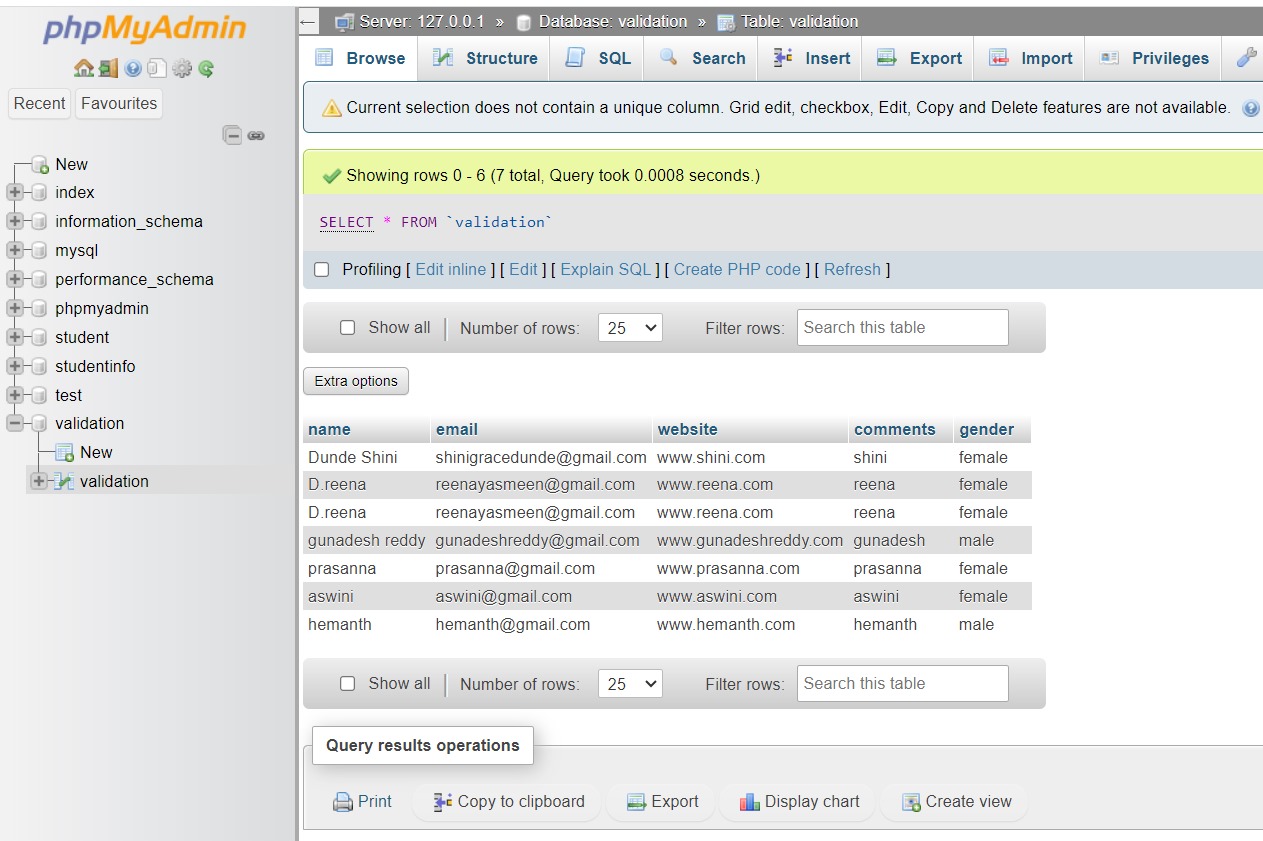 phpMyAdmin
Recent Favourites
New
index
information_schema
mysql
performance_schema
phpmyadmin
student
studentinfo
test
validation
New
validation
← Server: 127.0.0.1 » Database: validation » Table: validation
Browse Structure SQL Search Insert Export Import Privileges
Current selection does not contain a unique column. Grid edit, checkbox, Edit, Copy and Delete features are not available.
Showing rows 0 - 6 (7 total, Query took 0.0008 seconds.)
SELECT * FROM `validation`
Profiling [ Edit inline ] [ Edit ] [ Explain SQL ] [ Create PHP code ] [ Refresh ]
Show all Number of rows: 25 Filter rows: Search this table
Extra options
name email website comments gender
Dunde Shini shinigracedunde@gmail.com www.shini.com shini female
D.reena reenayasmeen@gmail.com www.reena.com reena female
D.reena reenayasmeen@gmail.com www.reena.com reena female
gunadesh reddy gunadeshreddy@gmail.com www.gunadeshreddy.com gunadesh male
prasanna prasanna@gmail.com www.prasanna.com prasanna female
aswini aswini@gmail.com www.aswini.com aswini female
hemanth hemanth@gmail.com www.hemanth.com hemanth male
Show all Number of rows: 25 Filter rows: Search this table
Query results operations
Print Copy to clipboard Export Display chart Create view